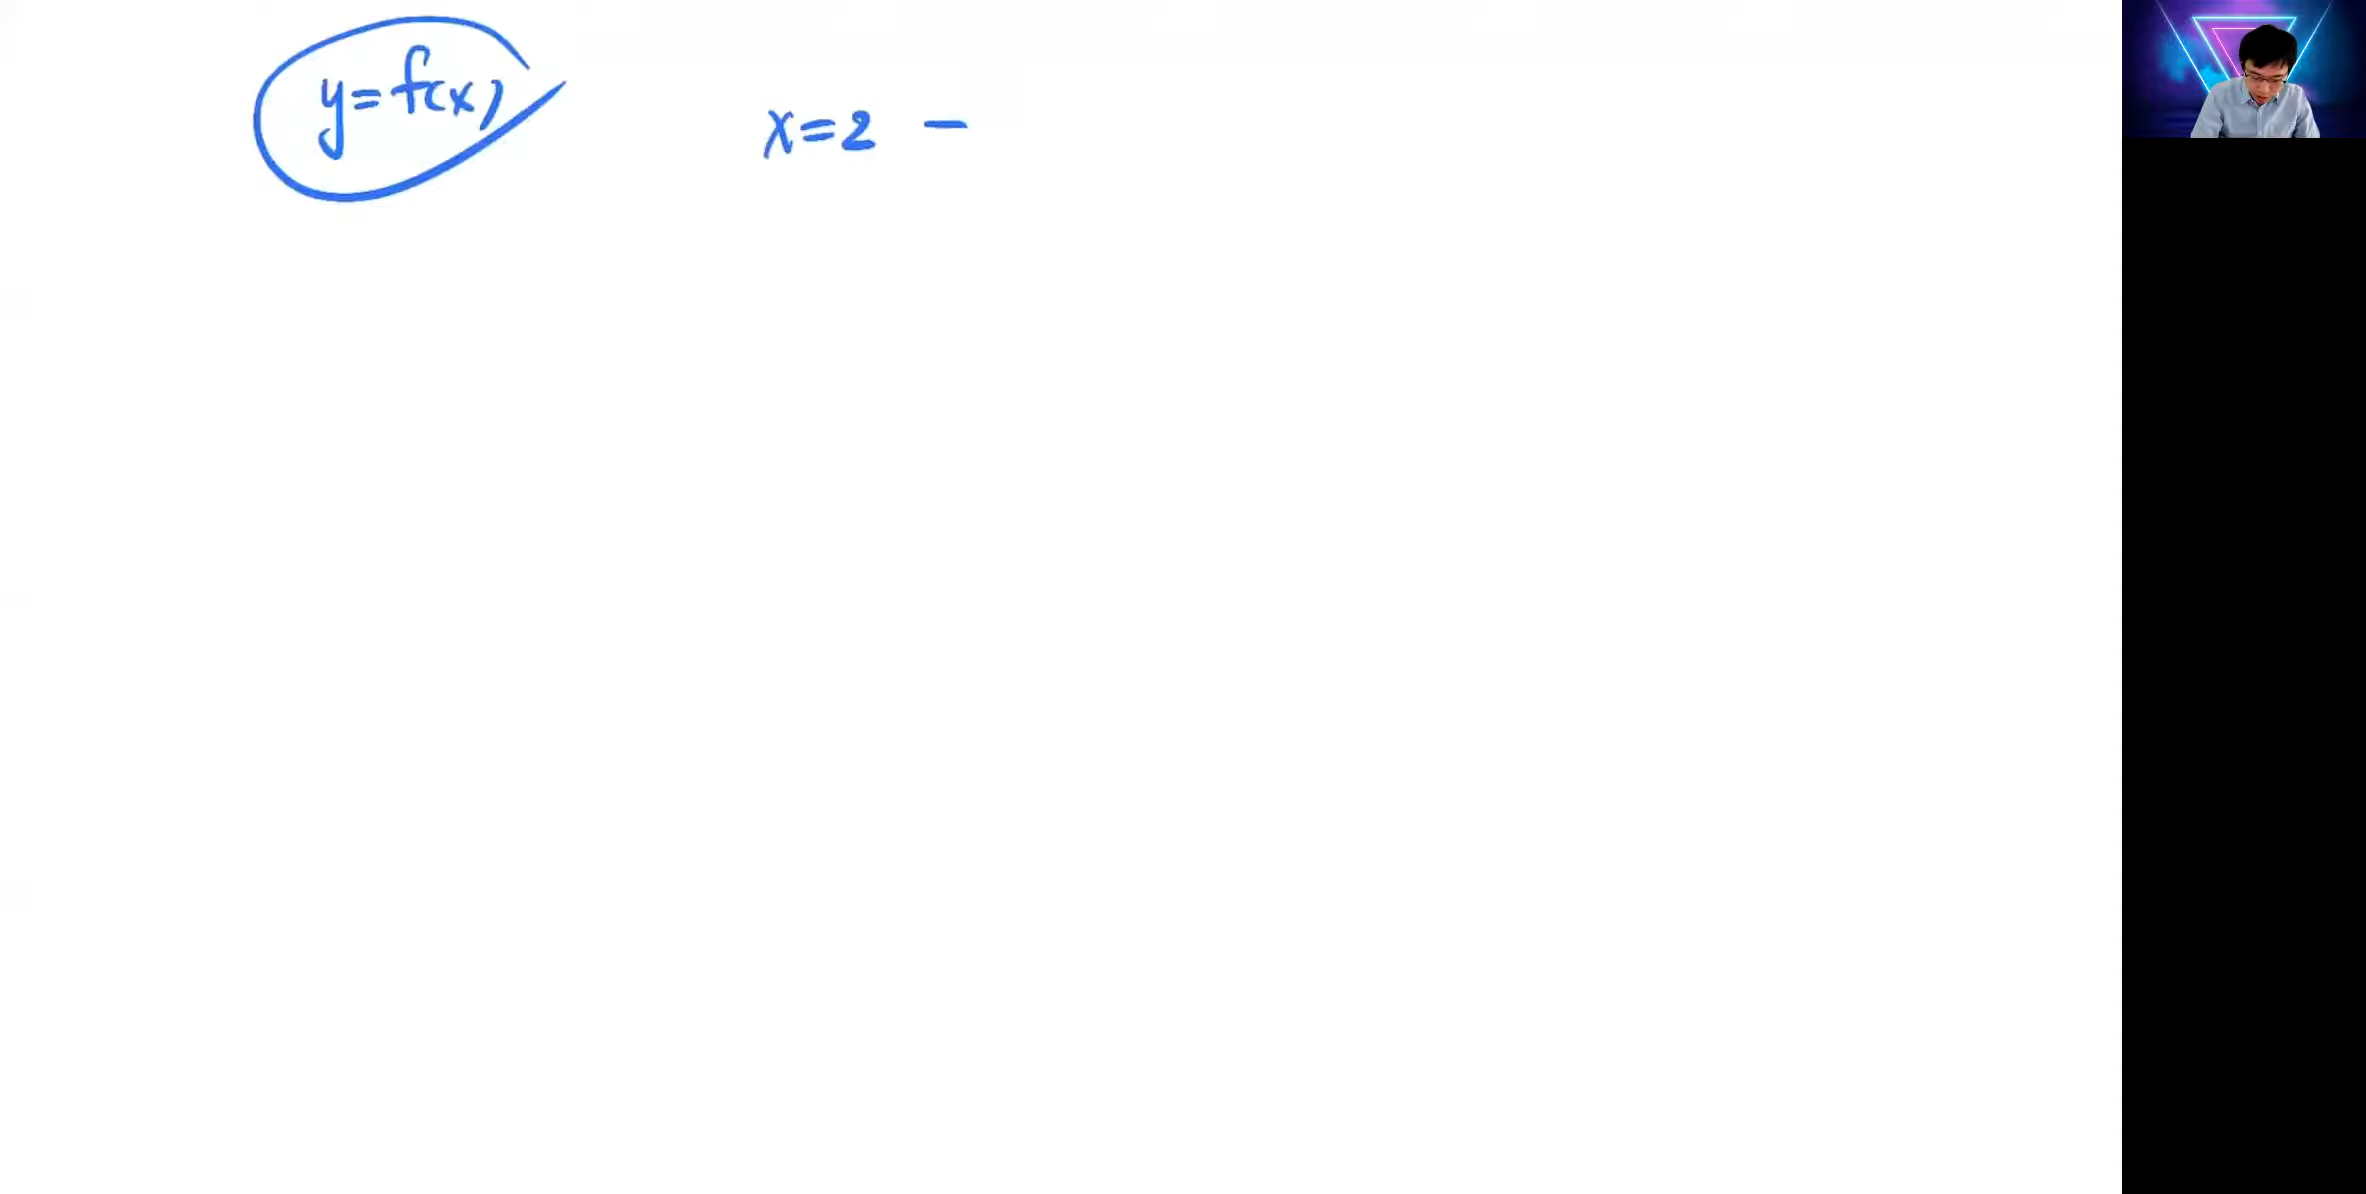 y=f(x)
x=2 –